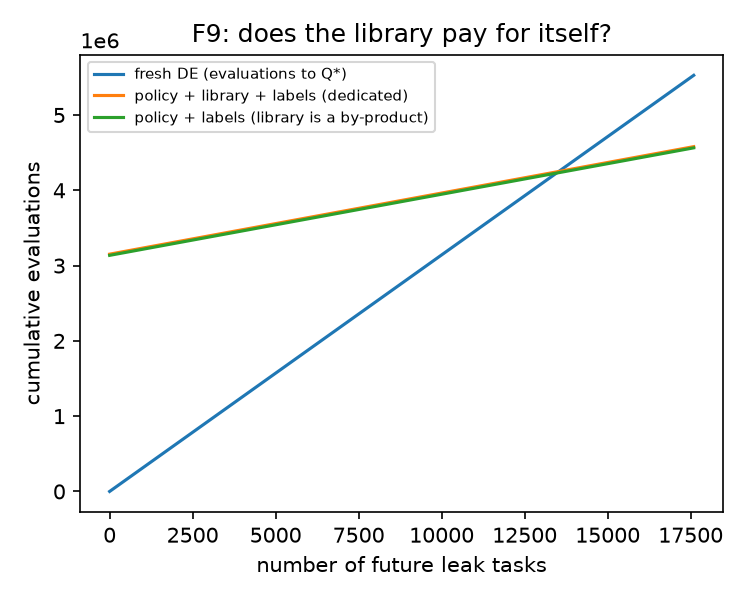 F9: does the library pay for itself?
1e6
fresh DE (evaluations to Q*)
policy + library + labels (dedicated)
policy + labels (library is a by-product)
5
4
3
2
1
0
cumulative evaluations
0 2500 5000 7500 10000 12500 15000 17500
number of future leak tasks